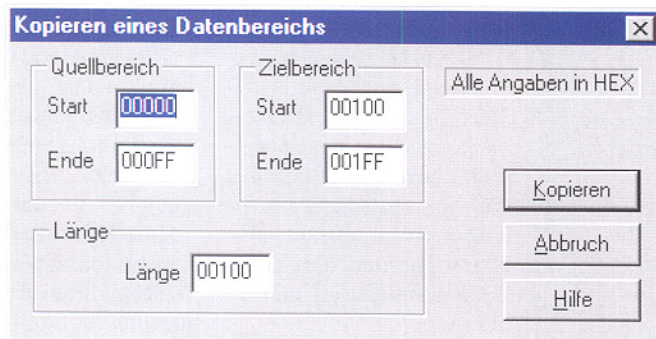 Kopieren eines Datenbereichs
Quellbereich
Start 00000
Ende 000FF
Zielbereich
Start 00100
Ende 001FF
Alle Angaben in HEX
Länge
Länge 00100
Kopieren
Abbruch
Hilfe